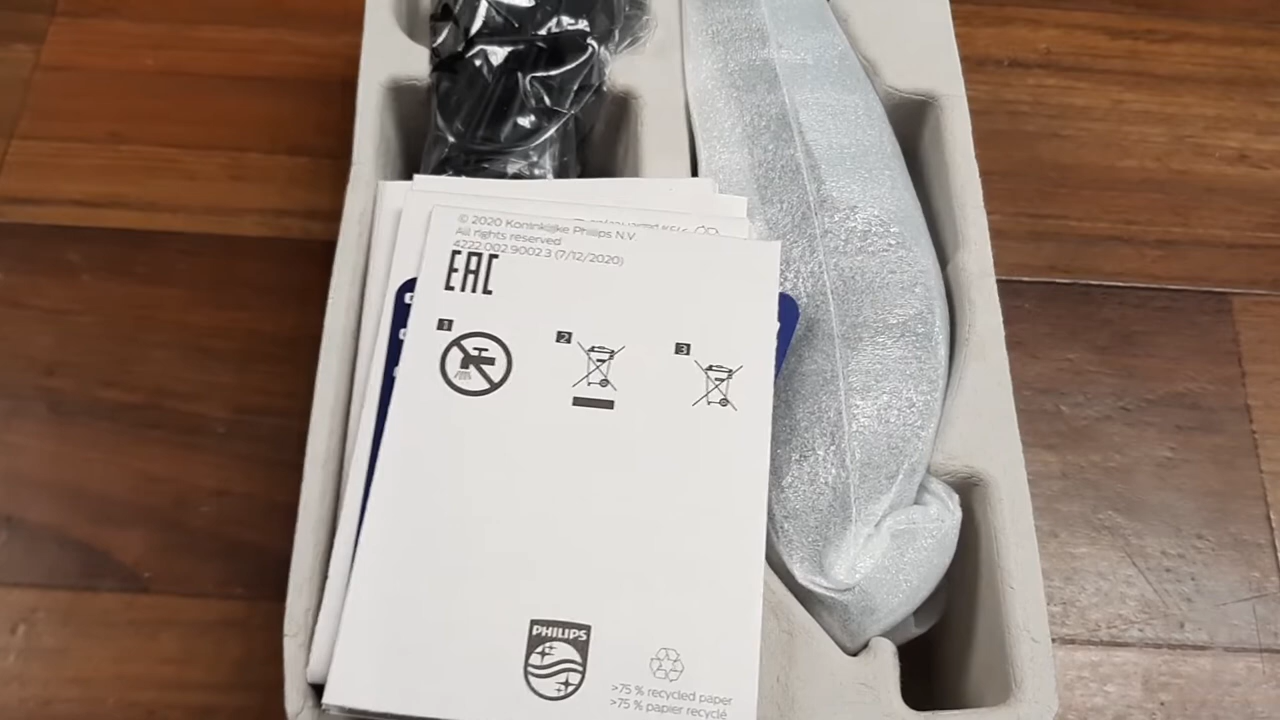 © 2020 Koninklijke Philips N.V.
All rights reserved
4222.002.9002.3 (7/12/2020)
EAC
1
2
3
PHILIPS
>75 % recycled paper
>75 % papier recyclé